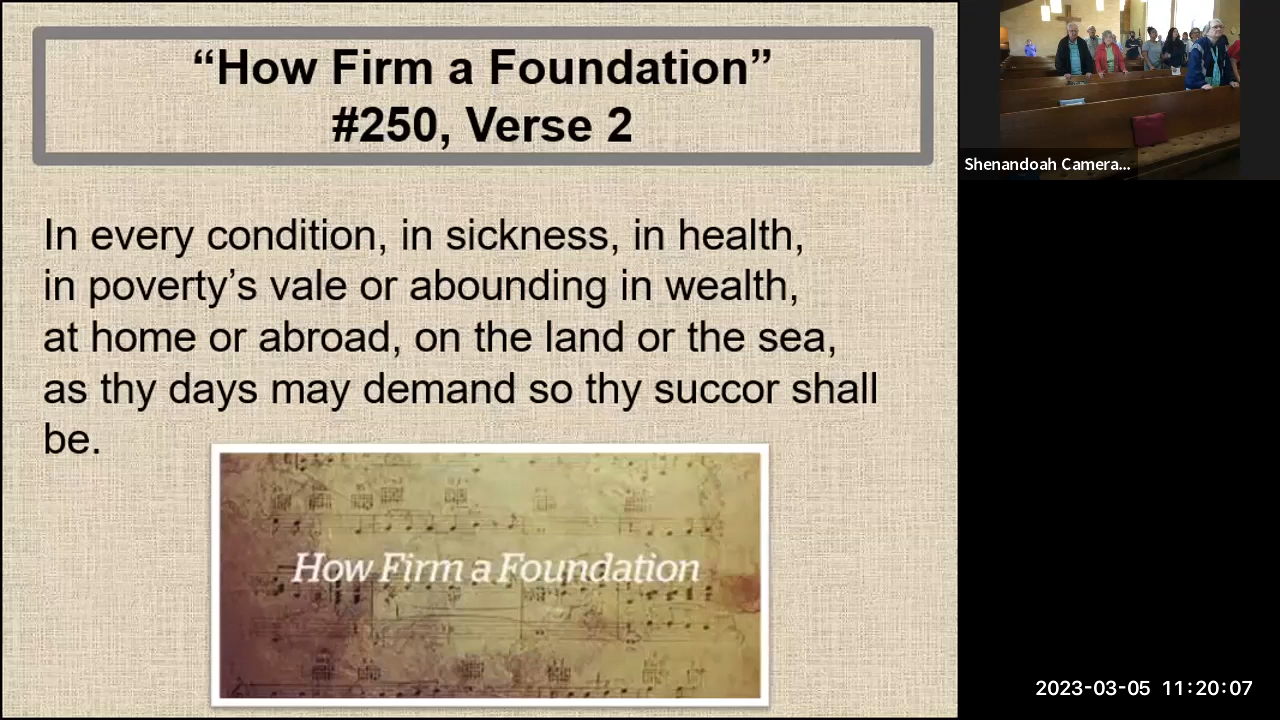 “How Firm a Foundation”
#250, Verse 2
In every condition, in sickness, in health,
in poverty’s vale or abounding in wealth,
at home or abroad, on the land or the sea,
as thy days may demand so thy succor shall
be.
How Firm a Foundation
Shenandoah Camera...
2023-03-05 11:20:07